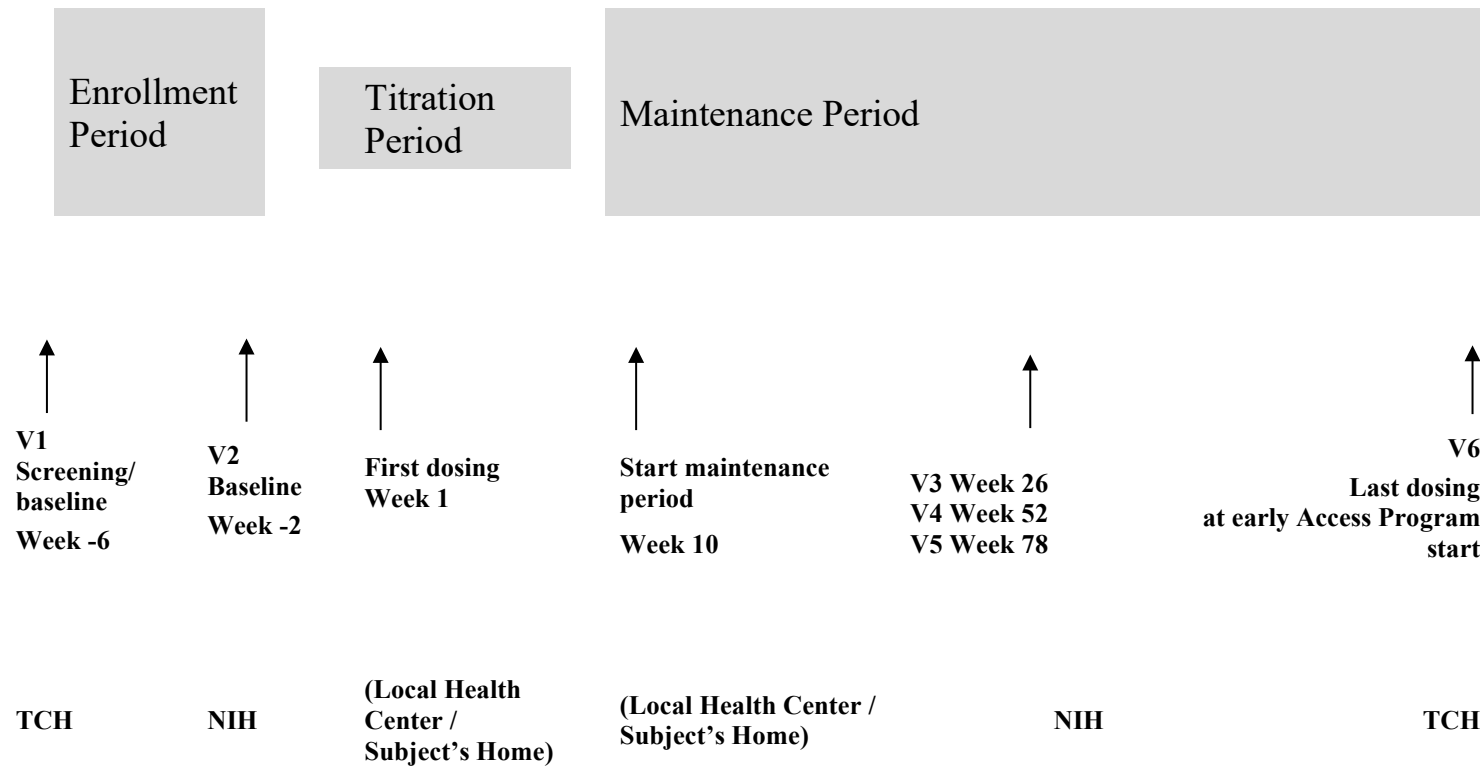 Enrollment
Period
Titration
Period
Maintenance Period
V1
Screening/
baseline
Week -6
V2
Baseline
Week -2
First dosing
Week 1
Start maintenance
period
Week 10
V3 Week 26
V4 Week 52
V5 Week 78
V6
Last dosing
at early Access Program
start
TCH
NIH
(Local Health
Center /
Subject’s Home)
(Local Health Center /
Subject’s Home)
NIH
TCH